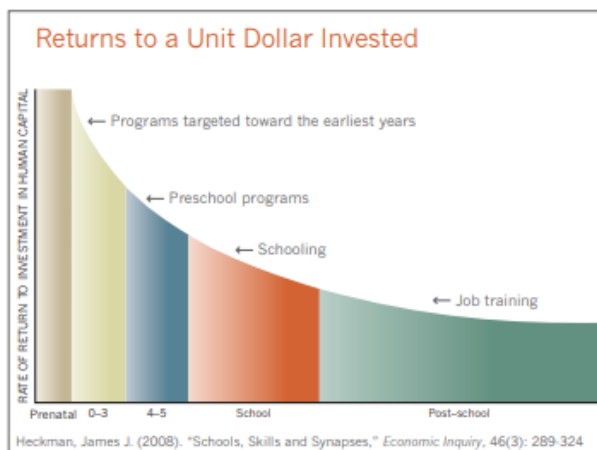 Returns to a Unit Dollar Invested
RATE OF RETURN TO INVESTMENT IN HUMAN CAPITAL
← Programs targeted toward the earliest years
← Preschool programs
← Schooling
← Job training
Prenatal 0–3 4–5 School Post-school
Heckman, James J. (2008). “Schools, Skills and Synapses,” Economic Inquiry, 46(3): 289-324